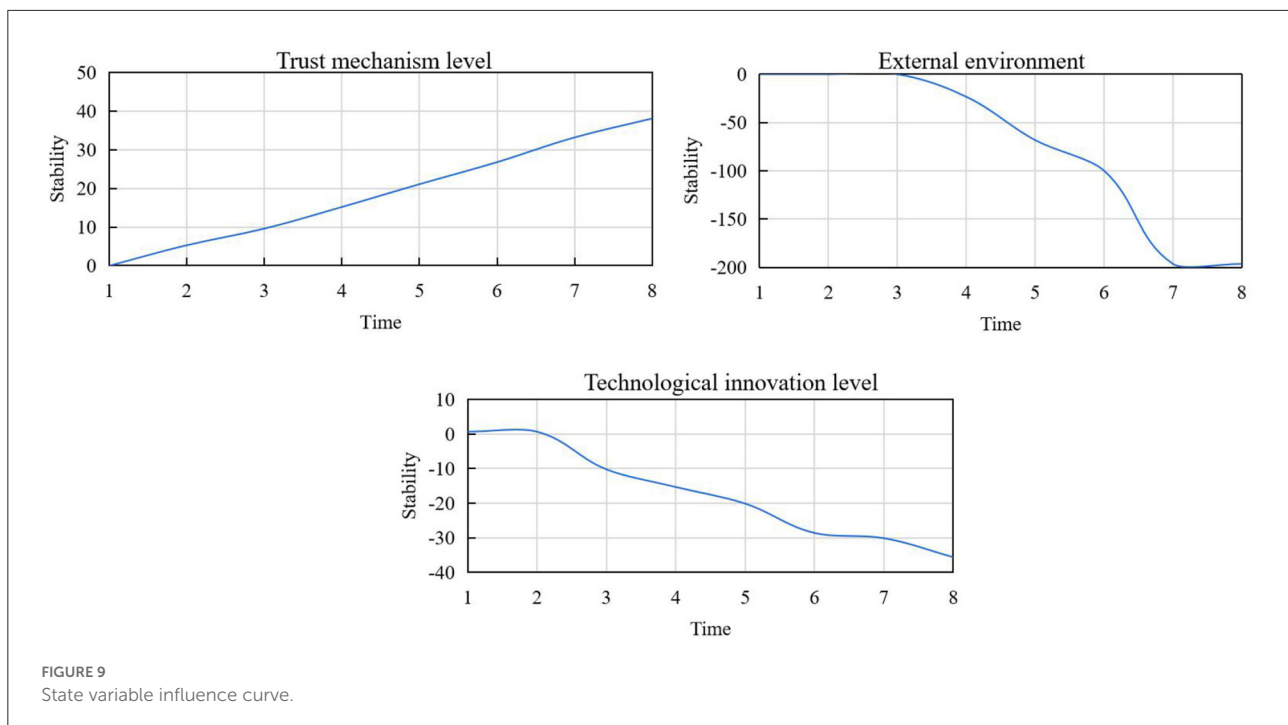 Trust mechanism level
50
40
30
20
10
0
Stability
1 2 3 4 5 6 7 8
Time
External environment
0
-50
-100
-150
-200
Stability
1 2 3 4 5 6 7 8
Time
Technological innovation level
10
0
-10
-20
-30
-40
Stability
1 2 3 4 5 6 7 8
Time
FIGURE 9
State variable influence curve.